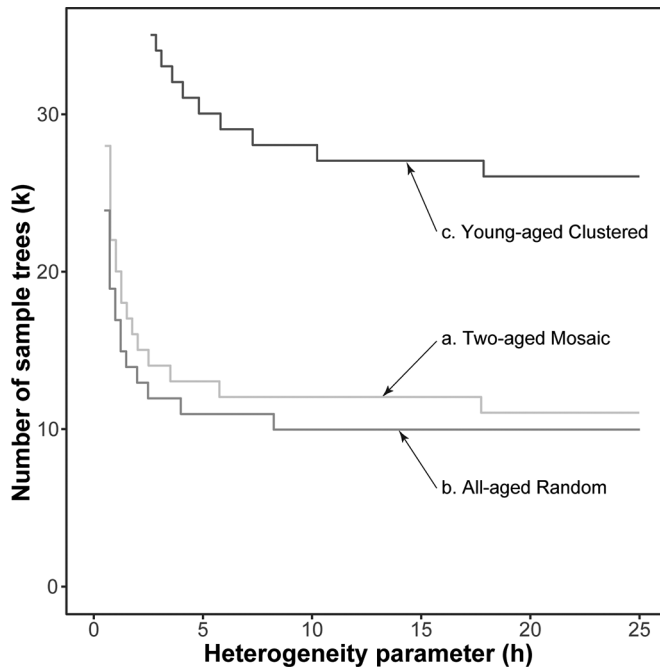 Number of sample trees (k)
30
20
10
0
c. Young-aged Clustered
a. Two-aged Mosaic
b. All-aged Random
0 5 10 15 20 25
Heterogeneity parameter (h)